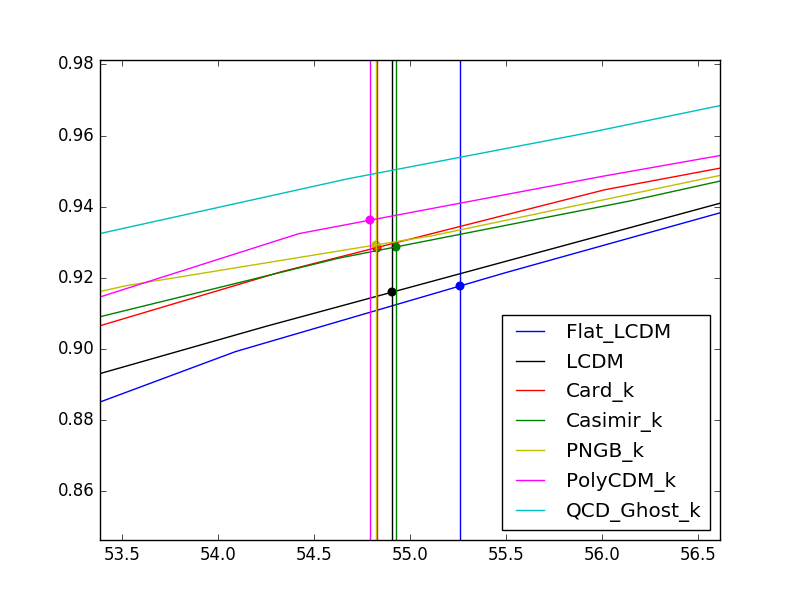 0.98
0.96
0.94
0.92
0.90
0.88
0.86
53.5 54.0 54.5 55.0 55.5 56.0 56.5
Flat_LCDM
LCDM
Card_k
Casimir_k
PNGB_k
PolyCDM_k
QCD_Ghost_k